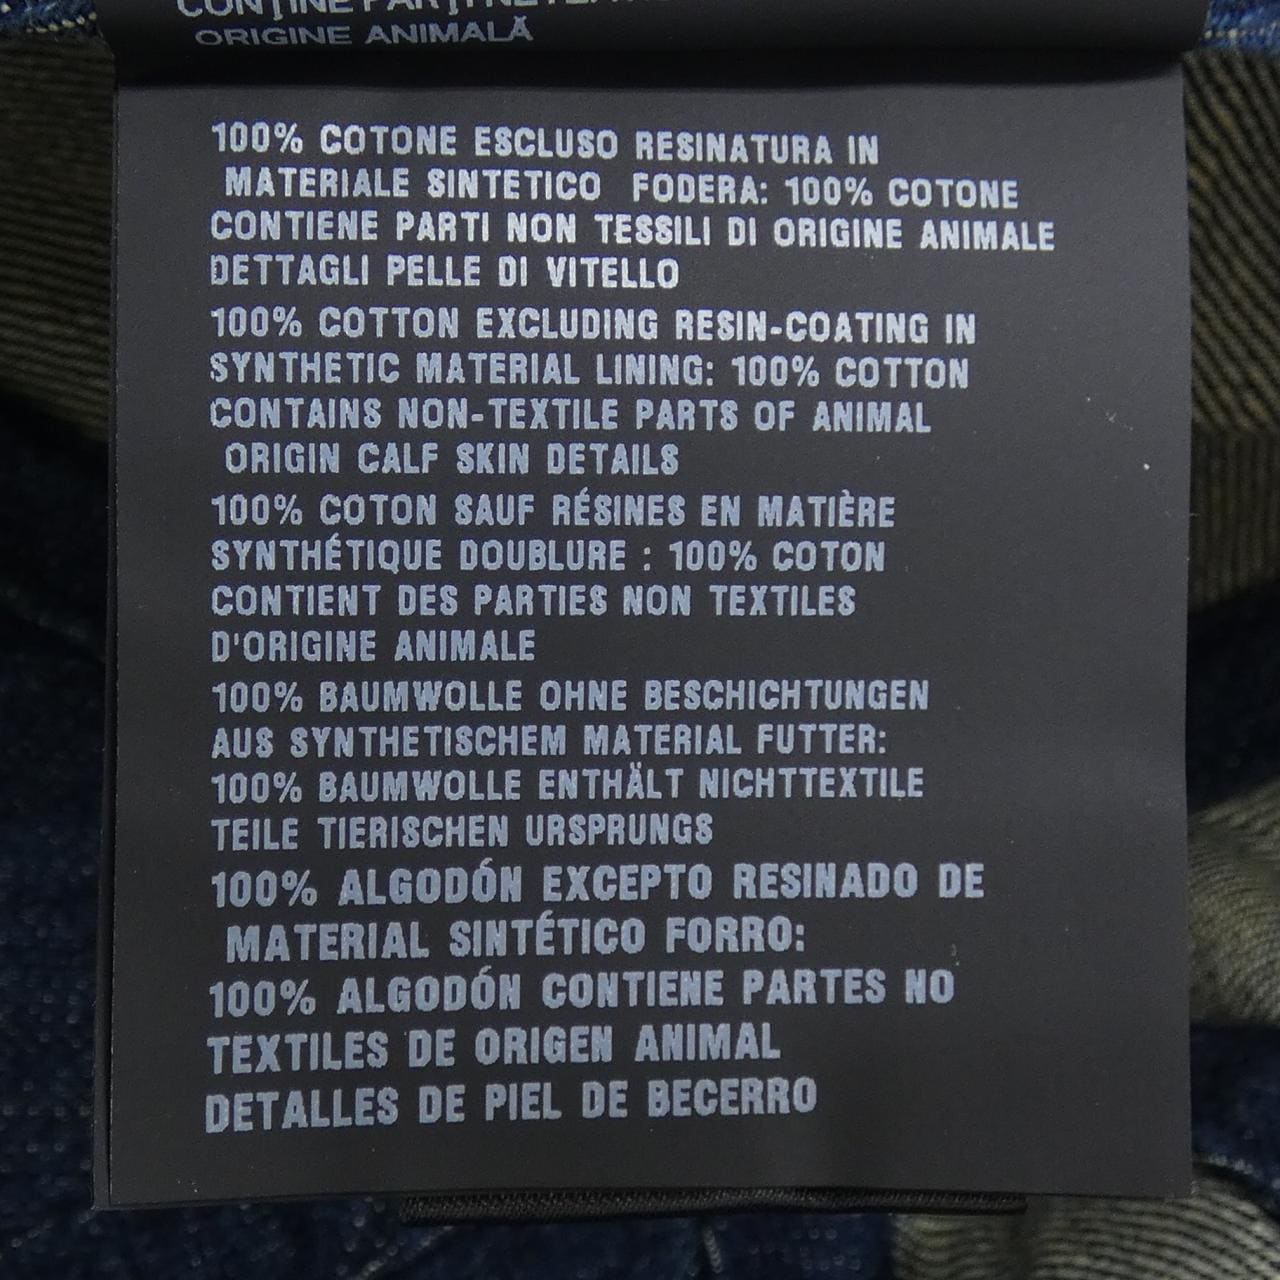 CONȚINE PĂRȚI
ORIGINE ANIMALĂ
100% COTONE ESCLUSO RESINATURA IN
MATERIALE SINTETICO FODERA: 100% COTONE
CONTIENE PARTI NON TESSILI DI ORIGINE ANIMALE
DETTAGLI PELLE DI VITELLO
100% COTTON EXCLUDING RESIN-COATING IN
SYNTHETIC MATERIAL LINING: 100% COTTON
CONTAINS NON-TEXTILE PARTS OF ANIMAL
ORIGIN CALF SKIN DETAILS
100% COTON SAUF RÉSINES EN MATIÈRE
SYNTHÉTIQUE DOUBLURE : 100% COTON
CONTIENT DES PARTIES NON TEXTILES
D'ORIGINE ANIMALE
100% BAUMWOLLE OHNE BESCHICHTUNGEN
AUS SYNTHETISCHEM MATERIAL FUTTER:
100% BAUMWOLLE ENTHÄLT NICHTTEXTILE
TEILE TIERISCHEN URSPRUNGS
100% ALGODÓN EXCEPTO RESINADO DE
MATERIAL SINTÉTICO FORRO:
100% ALGODÓN CONTIENE PARTES NO
TEXTILES DE ORIGEN ANIMAL
DETALLES DE PIEL DE BECERRO